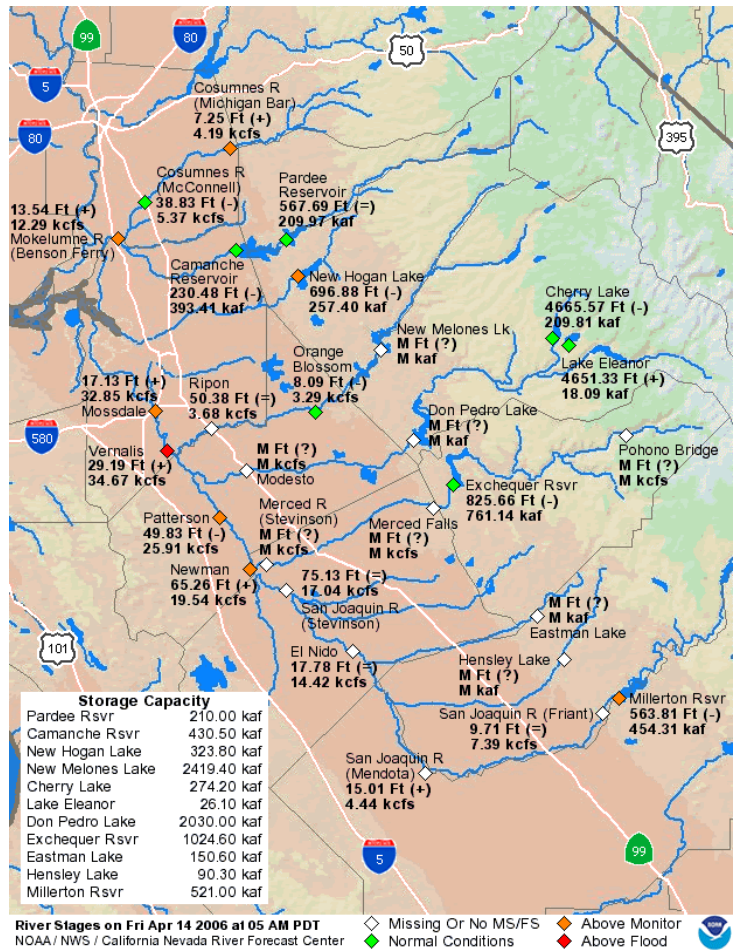 99
80
50
5
395
80
Cosumnes R
(Michigan Bar)
7.25 Ft (+)
4.19 kcfs
Cosumnes R
(McConnell)
38.83 Ft (-)
5.37 kcfs
Pardee
Reservoir
567.69 Ft (=)
209.97 kaf
13.54 Ft (+)
12.29 kcfs
Mokelumne R
(Benson Ferry)
Camanche
Reservoir
230.48 Ft (-)
393.41 kaf
New Hogan Lake
696.88 Ft (-)
257.40 kaf
Cherry Lake
4665.57 Ft (-)
209.81 kaf
New Melones Lk
M Ft (?)
M kaf
Lake Eleanor
4651.33 Ft (+)
18.09 kaf
Orange
Blossom
8.09 Ft (-)
3.29 kcfs
17.13 Ft (+)
32.85 kcfs
Mossdale
Ripon
50.38 Ft (=)
3.68 kcfs
Don Pedro Lake
M Ft (?)
M kaf
580
Vernalis
29.19 Ft (+)
34.67 kcfs
M Ft (?)
M kcfs
Modesto
Pohono Bridge
M Ft (?)
M kcfs
Exchequer Rsvr
825.66 Ft (-)
761.14 kaf
Merced R
(Stevinson)
M Ft (?)
M kcfs
Merced Falls
M Ft (?)
M kcfs
Patterson
49.83 Ft (-)
25.91 kcfs
Newman
65.26 Ft (+)
19.54 kcfs
75.13 Ft (=)
17.04 kcfs
San Joaquin R
(Stevinson)
M Ft (?)
M kaf
Eastman Lake
101
El Nido
17.78 Ft (=)
14.42 kcfs
Hensley Lake
M Ft (?)
M kaf
Millerton Rsvr
563.81 Ft (-)
454.31 kaf
San Joaquin R (Friant)
9.71 Ft (=)
7.39 kcfs
San Joaquin R
(Mendota)
15.01 Ft (+)
4.44 kcfs
5
99
Storage Capacity
Pardee Rsvr 210.00 kaf
Camanche Rsvr 430.50 kaf
New Hogan Lake 323.80 kaf
New Melones Lake 2419.40 kaf
Cherry Lake 274.20 kaf
Lake Eleanor 26.10 kaf
Don Pedro Lake 2030.00 kaf
Exchequer Rsvr 1024.60 kaf
Eastman Lake 150.60 kaf
Hensley Lake 90.30 kaf
Millerton Rsvr 521.00 kaf
River Stages on Fri Apr 14 2006 at 05 AM PDT
NOAA / NWS / California Nevada River Forecast Center
Missing Or No MS/FS
Normal Conditions
Above Monitor
Above Flood